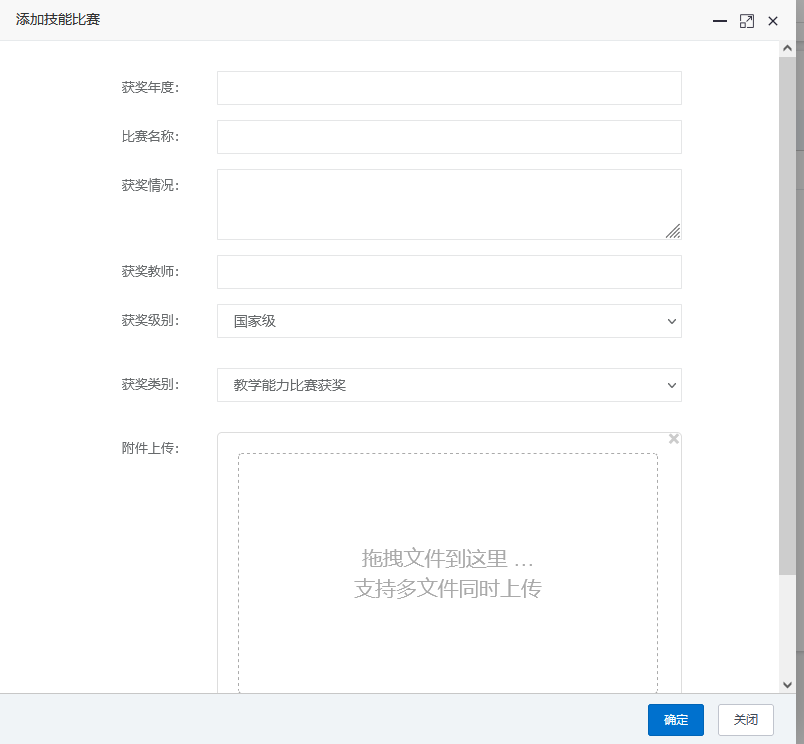 添加技能比赛
获奖年度：
比赛名称：
获奖情况：
获奖教师：
获奖级别：
国家级
获奖类别：
教学能力比赛获奖
附件上传：
拖拽文件到这里 …
支持多文件同时上传
确定
关闭